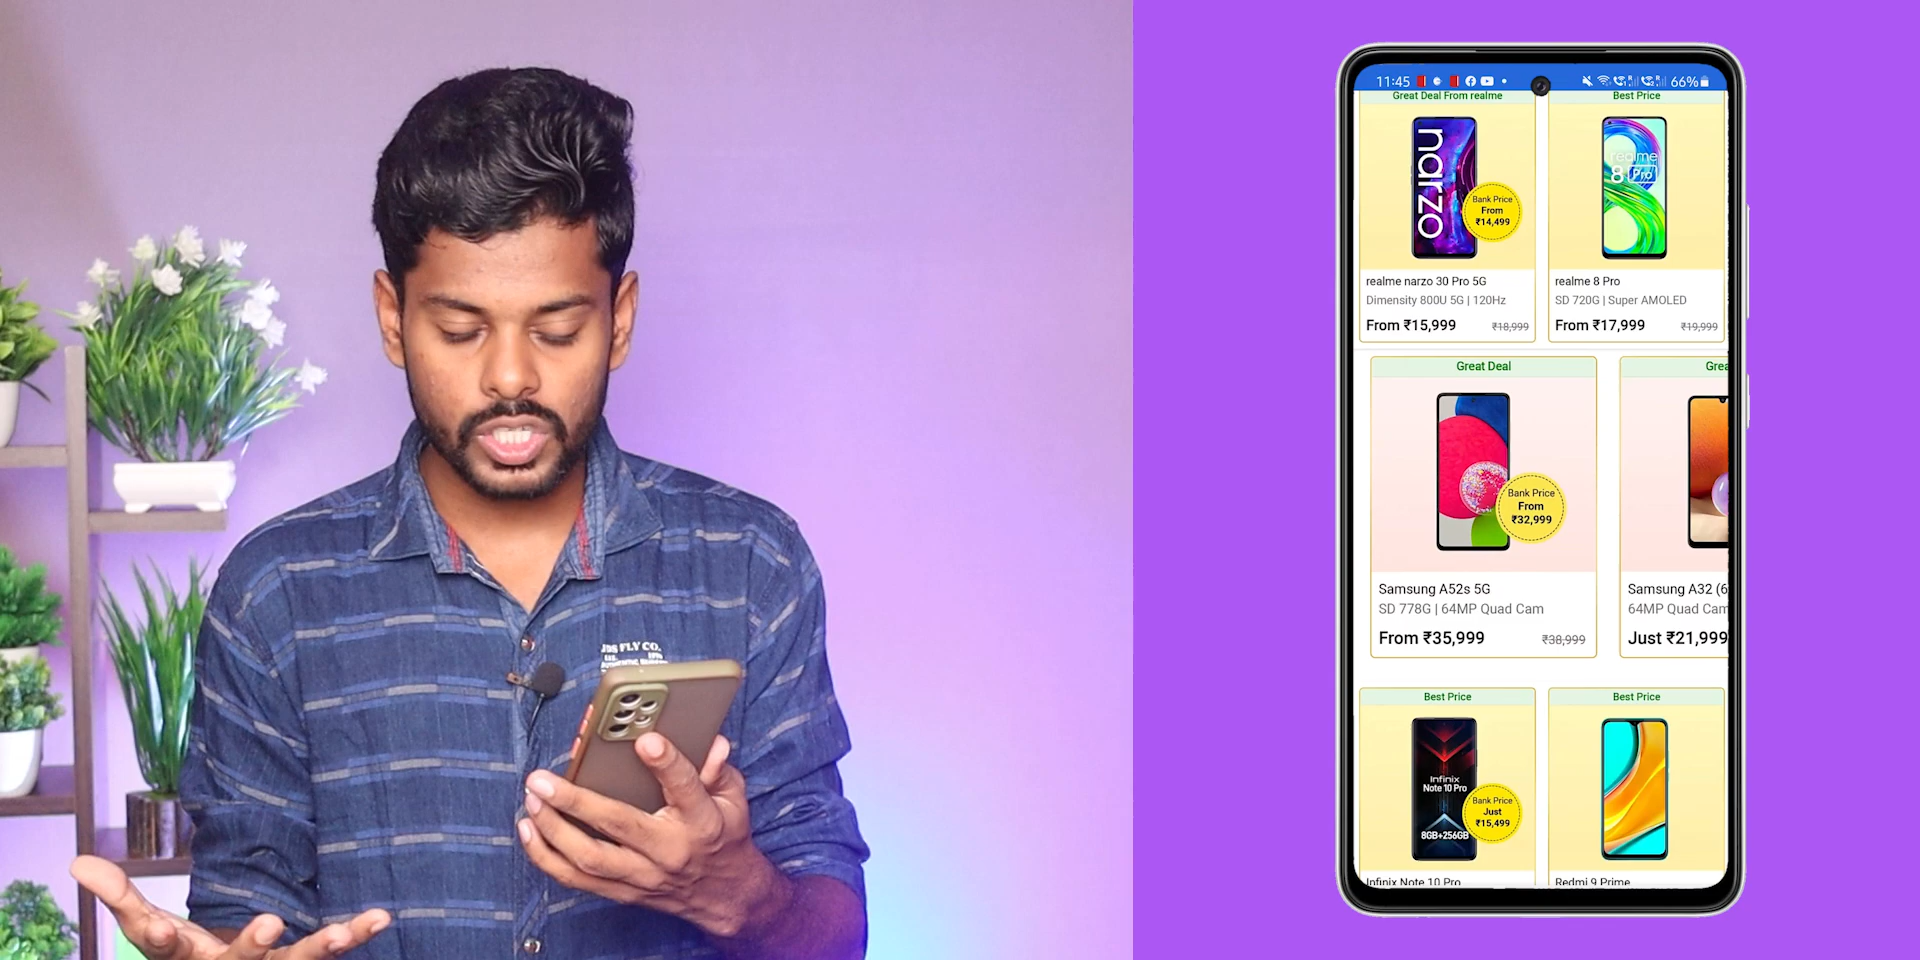 JDS FLY CO.
11:45
66%
Great Deal From realme
narzo
Bank Price
From
₹14,499
realme narzo 30 Pro 5G
Dimensity 800U 5G | 120Hz
From ₹15,999
₹18,999
Best Price
realme
8 Pro
realme 8 Pro
SD 720G | Super AMOLED
From ₹17,999
₹19,999
Great Deal
Bank Price
From
₹32,999
Samsung A52s 5G
SD 778G | 64MP Quad Cam
From ₹35,999
₹38,999
Grea
Samsung A32 (6
64MP Quad Cam
Just ₹21,999
Best Price
Infinix
Note 10 Pro
8GB+256GB
Bank Price
Just
₹15,499
Infinix Note 10 Pro
Best Price
Redmi 9 Prime